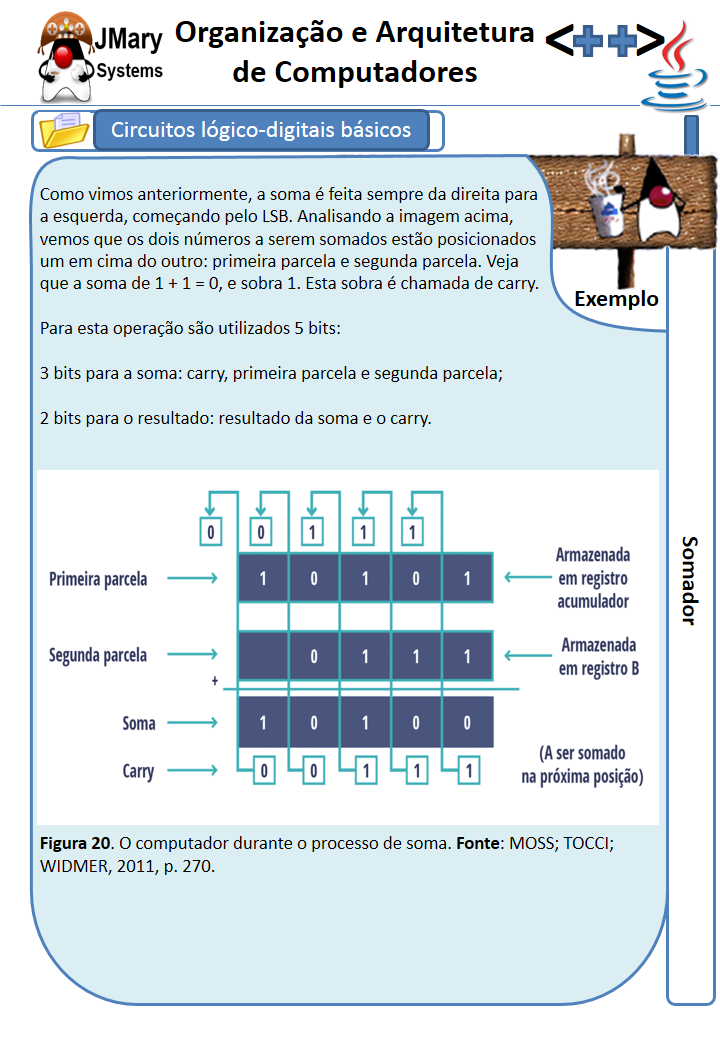 JMary
Systems
Organização e Arquitetura
de Computadores
<++>
Circuitos lógico-digitais básicos
Como vimos anteriormente, a soma é feita sempre da direita para
a esquerda, começando pelo LSB. Analisando a imagem acima,
vemos que os dois números a serem somados estão posicionados
um em cima do outro: primeira parcela e segunda parcela. Veja
que a soma de 1 + 1 = 0, e sobra 1. Esta sobra é chamada de carry.
Exemplo
Para esta operação são utilizados 5 bits:
3 bits para a soma: carry, primeira parcela e segunda parcela;
2 bits para o resultado: resultado da soma e o carry.
Somador
0 0 1 1 1
Primeira parcela 1 0 1 0 1
Armazenada
em registro
acumulador
Segunda parcela 0 1 1 1
Armazenada
em registro B
+
Soma 1 0 1 0 0
Carry 0 0 1 1 1
(A ser somado
na próxima posição)
Figura 20. O computador durante o processo de soma. Fonte: MOSS; TOCCI;
WIDMER, 2011, p. 270.